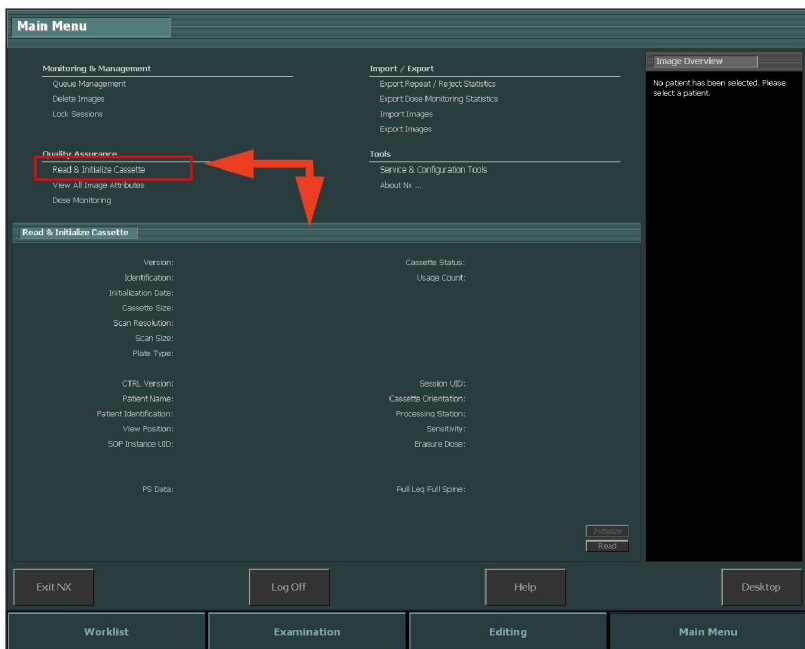 Main Menu
Monitoring & Management
Queue Management
Delete Images
Lock Sessions
Import / Export
Export Repeat / Reject Statistics
Export Dose Monitoring Statistics
Import Images
Export Images
Quality Assurance
Read & Initialize Cassette
View All Image Attributes
Dose Monitoring
Tools
Service & Configuration Tools
About Nx ...
Image Overview
No patient has been selected. Please
select a patient.
Read & Initialize Cassette
Version:
Identification:
Initialization Date:
Cassette Size:
Scan Resolution:
Scan Size:
Plate Type:
Cassette Status:
Usage Count:
CTRL Version:
Patient Name:
Patient Identification:
View Position:
SOP Instance UID:
Session UID:
Cassette Orientation:
Processing Station:
Sensitivity:
Erasure Dose:
PS Data:
Full Leg Full Spine:
Initialize
Read
Exit NX
Log Off
Help
Desktop
Worklist
Examination
Editing
Main Menu